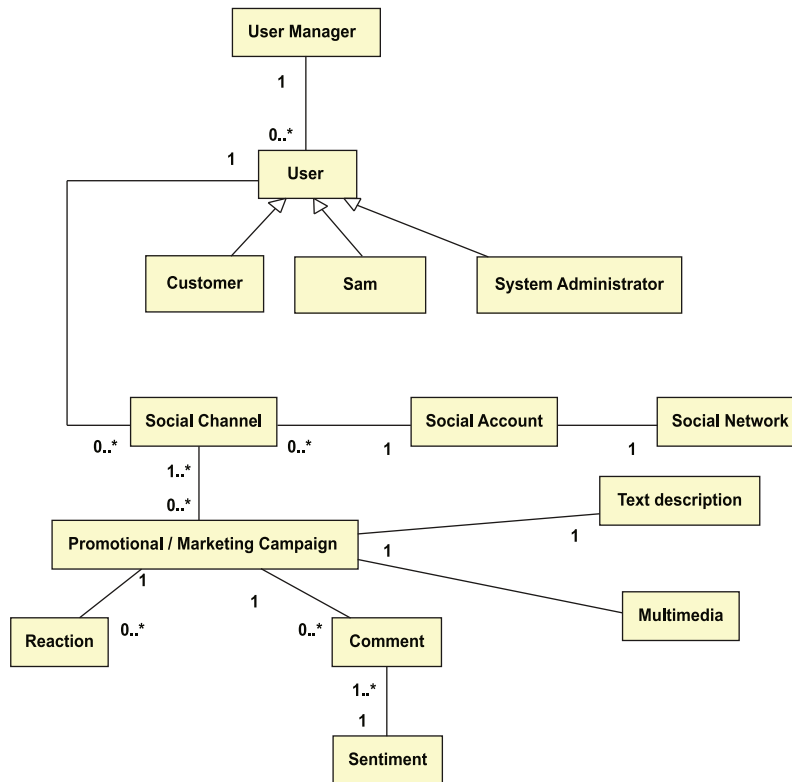 User Manager
1
0..*
1
User
Customer
Sam
System Administrator
Social Channel
Social Account
Social Network
0..*
0..*
1
1
1..*
0..*
Text description
Promotional / Marketing Campaign
1
1
1
1
Multimedia
Reaction
0..*
0..*
Comment
1..*
1
Sentiment